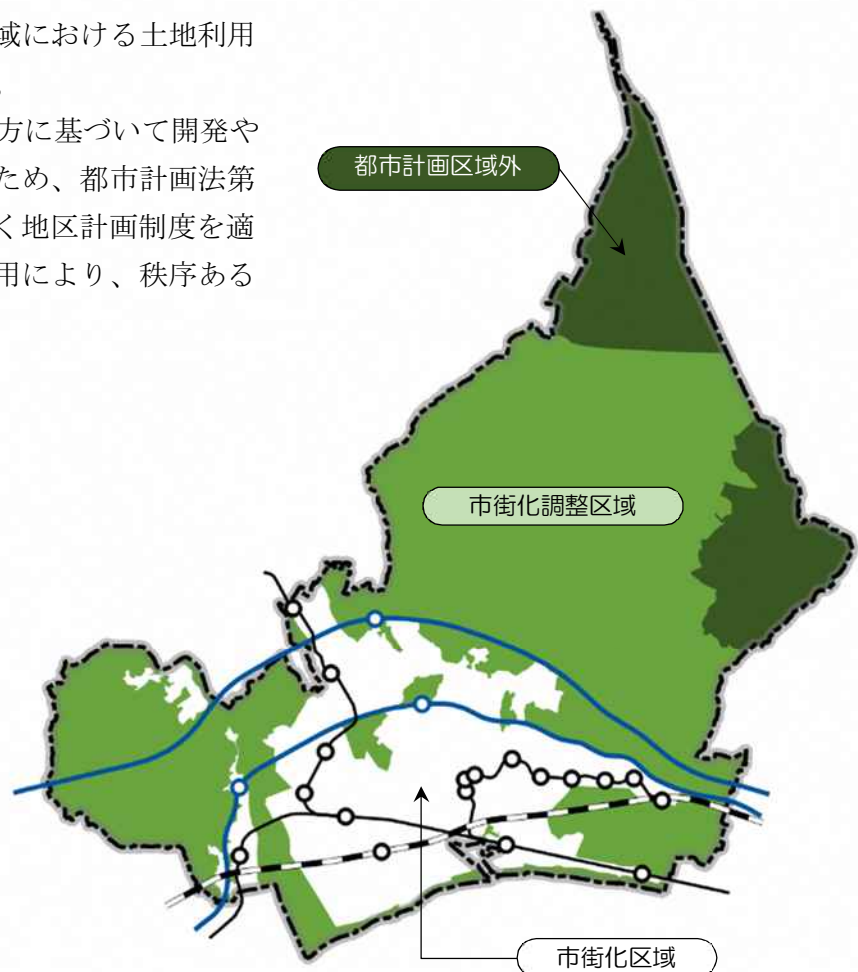 域における土地利用
。
方に基づいて開発や
ため、都市計画法第
く地区計画制度を適
用により、秩序ある
都市計画区域外
市街化調整区域
市街化区域